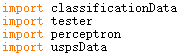 import classificationData
import tester
import perceptron
import uspsData